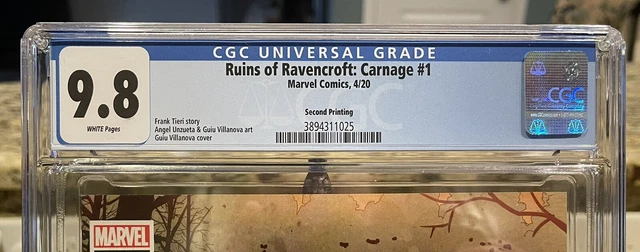 CGC UNIVERSAL GRADE
9.8
WHITE Pages
Ruins of Ravencroft: Carnage #1
Marvel Comics, 4/20
Second Printing
Frank Tieri story
Angel Unzueta & Guiu Villanova art
Guiu Villanova cover
3894311025
CGC
MARVEL